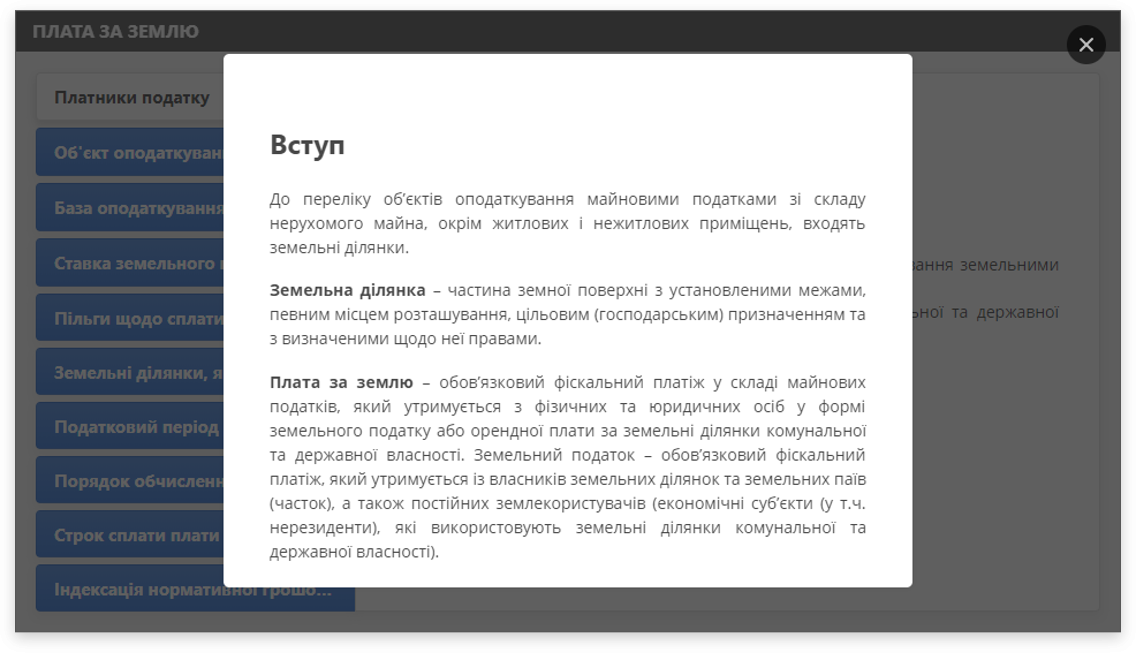 ПЛАТА ЗА ЗЕМЛЮ
Платники податку
Об'єкт
База оподаткування
Ставка земельного
Пільги щодо сплати
Земельні ділянки,
Податковий період
Порядок
Строк сплати плати
Індексація нормативної грошо...
Вступ
До переліку об’єктів оподаткування майновими податками зі складу
нерухомого майна, окрім житлових і нежитлових приміщень, входять
земельні ділянки.
Земельна ділянка – частина земної поверхні з установленими межами,
певним місцем розташування, цільовим (господарським) призначенням та
з визначеними щодо неї правами.
Плата за землю – обов’язковий фіскальний платіж у складі майнових
податків, який утримується з фізичних та юридичних осіб у формі
земельного податку або орендної плати за земельні ділянки комунальної
та державної власності. Земельний податок – обов’язковий фіскальний
платіж, який утримується із власників земельних ділянок та земельних паїв
(часток), а також постійних землекористувачів (економічні суб’єкти (у т.ч.
нерезиденти), які використовують земельні ділянки комунальної та
державної власності).
земельними
та державної